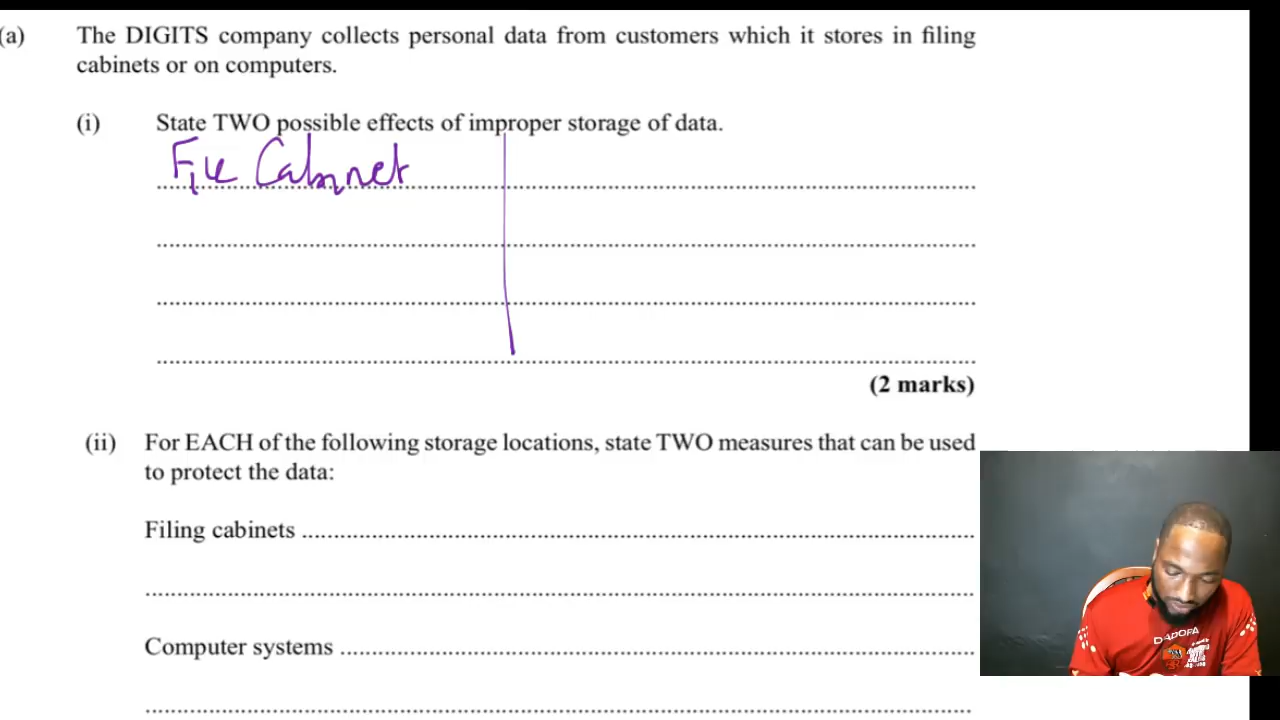 (a) The DIGITS company collects personal data from customers which it stores in filing
cabinets or on computers.
(i) State TWO possible effects of improper storage of data.
File Cabinet
(2 marks)
(ii) For EACH of the following storage locations, state TWO measures that can be used
to protect the data:
Filing cabinets
Computer systems
DADOFA